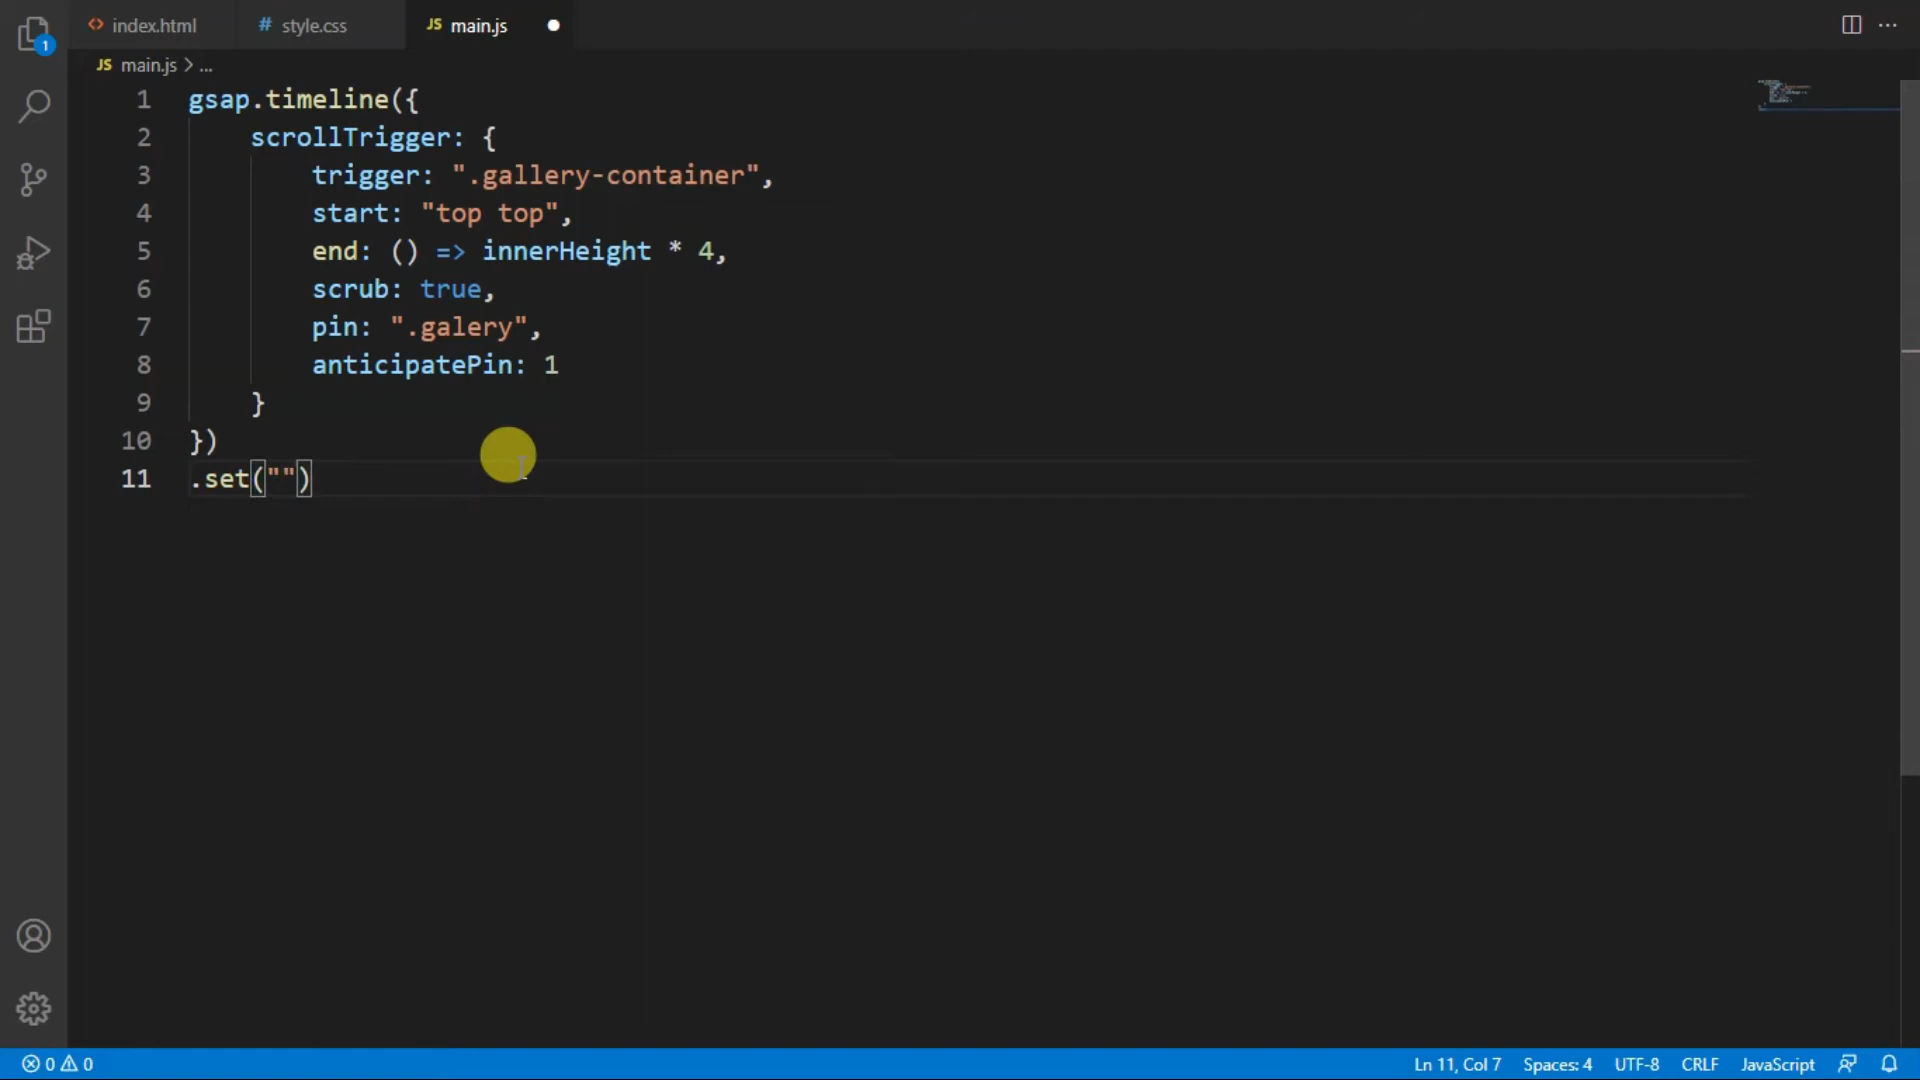 <> index.html # style.css JS main.js
1
JS main.js > ...
1 gsap.timeline({
2 scrollTrigger: {
3 trigger: ".gallery-container",
4 start: "top top",
5 end: () => innerHeight * 4,
6 scrub: true,
7 pin: ".galery",
8 anticipatePin: 1
9 }
10 })
11 .set("")
0 0 Ln 11, Col 7 Spaces: 4 UTF-8 CRLF JavaScript